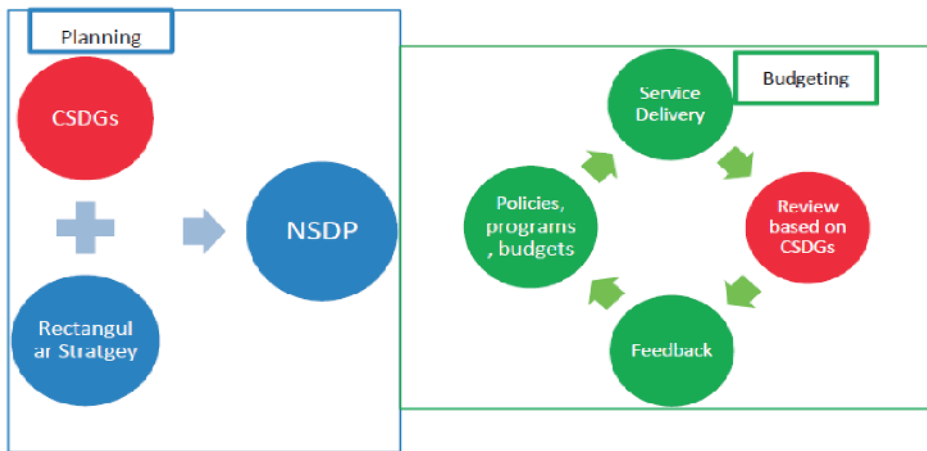 Planning
CSDGs
Rectangul
ar Stratgey
NSDP
Budgeting
Service
Delivery
Review
based on
CSDGs
Feedback
Policies,
programs
, budgets